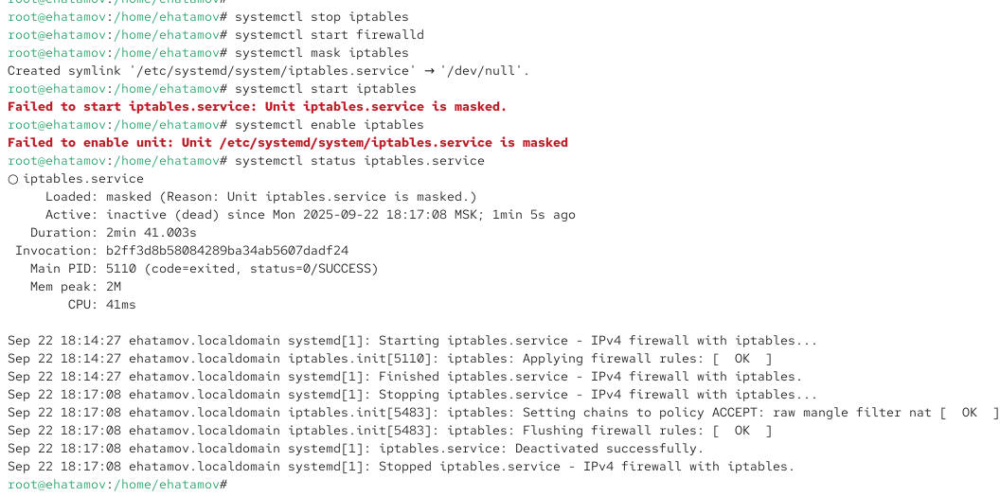 root@ehatamov:/home/ehatamov#
root@ehatamov:/home/ehatamov# systemctl stop iptables
root@ehatamov:/home/ehatamov# systemctl start firewalld
root@ehatamov:/home/ehatamov# systemctl mask iptables
Created symlink '/etc/systemd/system/iptables.service' → '/dev/null'.
root@ehatamov:/home/ehatamov# systemctl start iptables
Failed to start iptables.service: Unit iptables.service is masked.
root@ehatamov:/home/ehatamov# systemctl enable iptables
Failed to enable unit: Unit /etc/systemd/system/iptables.service is masked
root@ehatamov:/home/ehatamov# systemctl status iptables.service
○ iptables.service
Loaded: masked (Reason: Unit iptables.service is masked.)
Active: inactive (dead) since Mon 2025-09-22 18:17:08 MSK; 1min 5s ago
Duration: 2min 41.003s
Invocation: b2ff3d8b58084289ba34ab5607dadf24
Main PID: 5110 (code=exited, status=0/SUCCESS)
Mem peak: 2M
CPU: 41ms
Sep 22 18:14:27 ehatamov.localdomain systemd[1]: Starting iptables.service - IPv4 firewall with iptables...
Sep 22 18:14:27 ehatamov.localdomain iptables.init[5110]: iptables: Applying firewall rules: [  OK  ]
Sep 22 18:14:27 ehatamov.localdomain systemd[1]: Finished iptables.service - IPv4 firewall with iptables.
Sep 22 18:17:08 ehatamov.localdomain systemd[1]: Stopping iptables.service - IPv4 firewall with iptables...
Sep 22 18:17:08 ehatamov.localdomain iptables.init[5483]: iptables: Setting chains to policy ACCEPT: raw mangle filter nat [  OK  ]
Sep 22 18:17:08 ehatamov.localdomain iptables.init[5483]: iptables: Flushing firewall rules: [  OK  ]
Sep 22 18:17:08 ehatamov.localdomain systemd[1]: iptables.service: Deactivated successfully.
Sep 22 18:17:08 ehatamov.localdomain systemd[1]: Stopped iptables.service - IPv4 firewall with iptables.
root@ehatamov:/home/ehatamov#